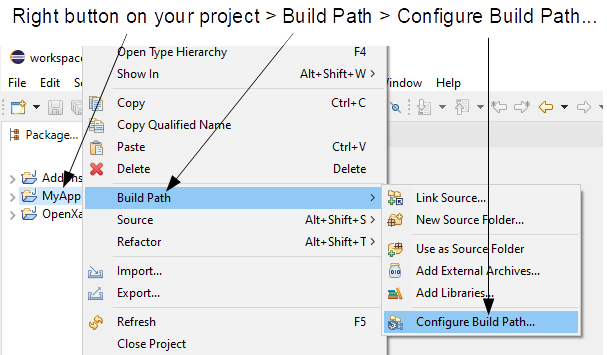 Right button on your project > Build Path > Configure Build Path...
workspace
Open Type Hierarchy F4
Show In Alt+Shift+W >
File Window Help
Copy Ctrl+C
Copy Qualified Name
Package...
Paste Ctrl+V
Delete Delete
MyApp
Build Path >
Link Source...
Source Alt+Shift+S >
New Source Folder...
Refactor Alt+Shift+T >
Use as Source Folder
Import...
Add External Archives...
Export...
Add Libraries...
Refresh F5
Configure Build Path...
Close Project